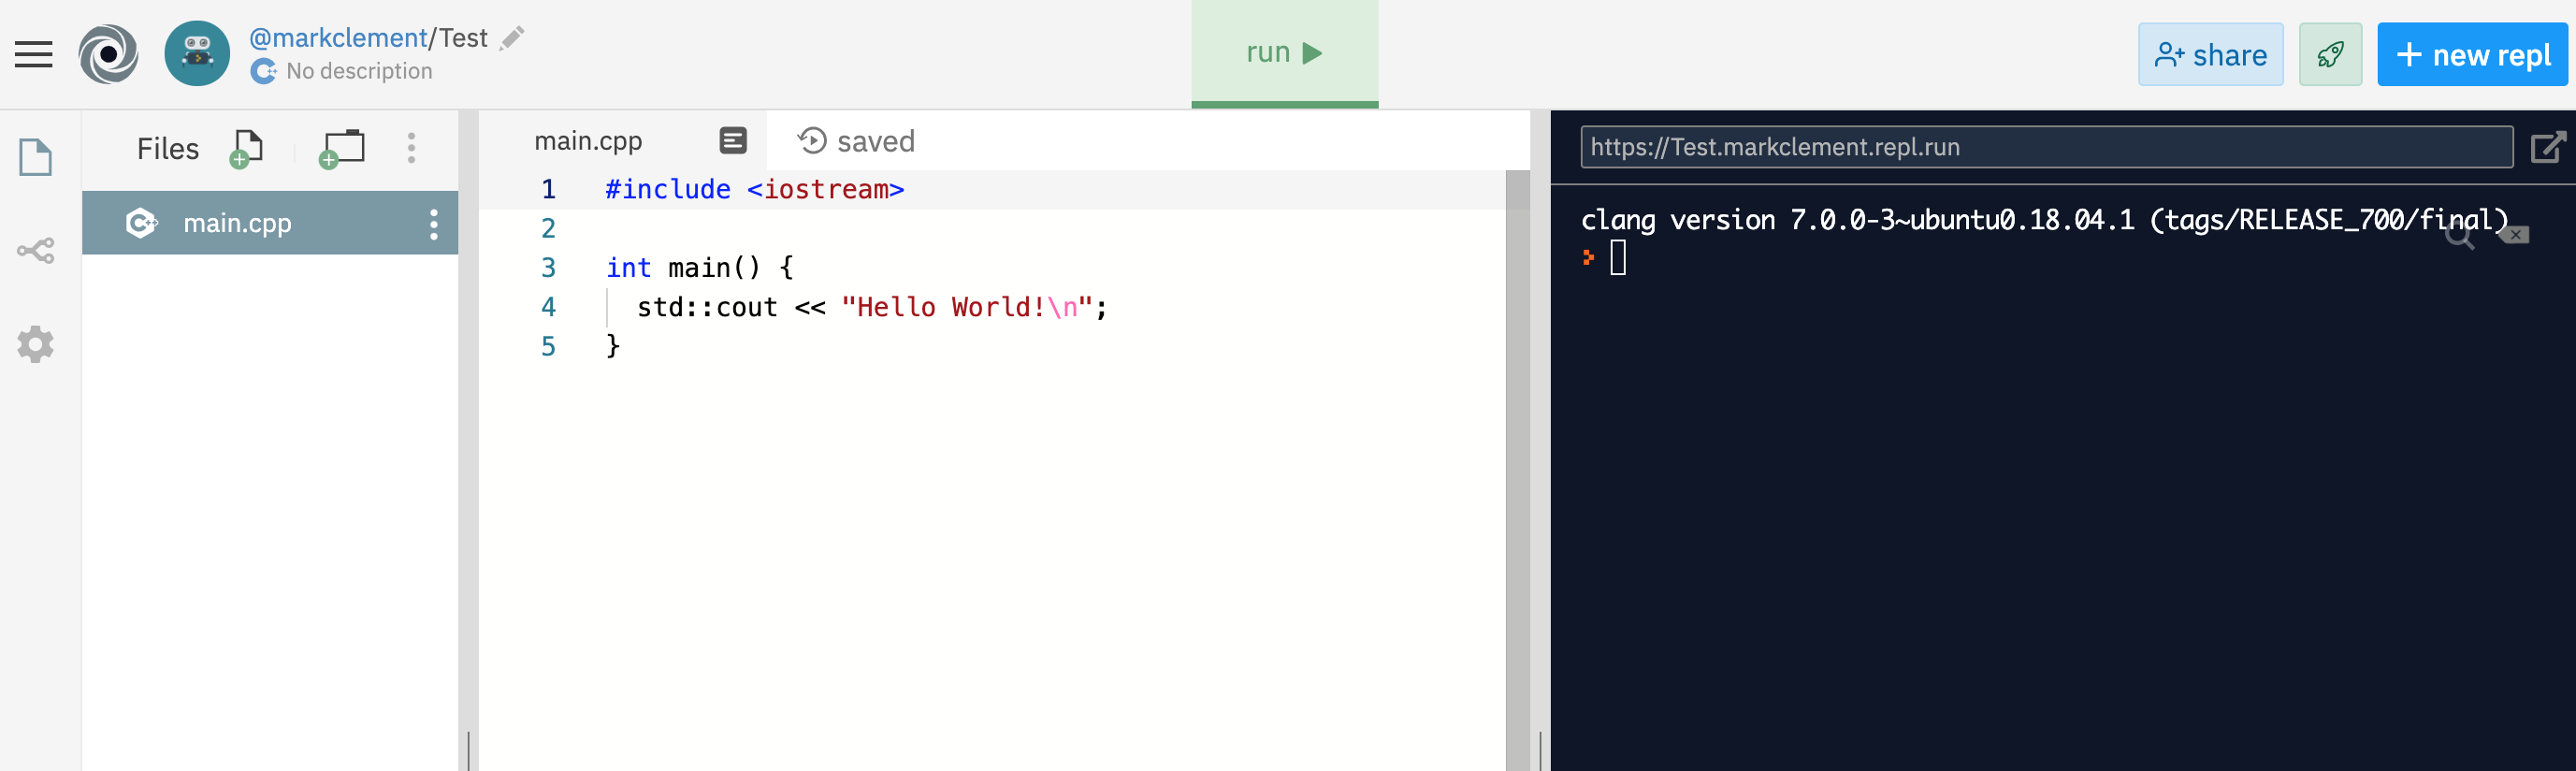 @markclement/Test
No description
run
share
+ new repl
Files
main.cpp
main.cpp
saved
1 #include <iostream>
2
3 int main() {
4 std::cout << "Hello World!\n";
5 }
https://Test.markclement.repl.run
clang version 7.0.0-3~ubuntu0.18.04.1 (tags/RELEASE_700/final)